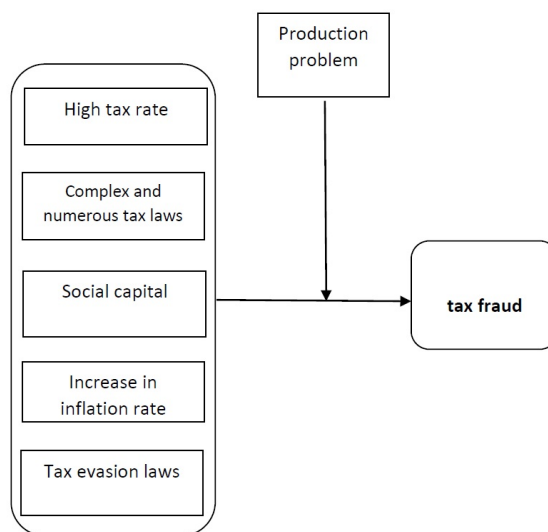 Production
problem
High tax rate
Complex and
numerous tax laws
Social capital
tax fraud
Increase in
inflation rate
Tax evasion laws